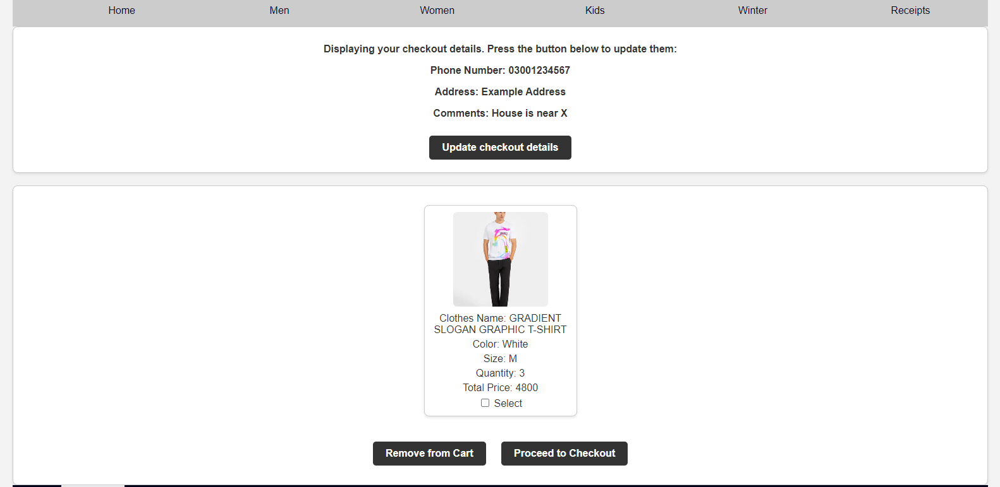 Home Men Women Kids Winter Receipts
Displaying your checkout details. Press the button below to update them:
Phone Number: 03001234567
Address: Example Address
Comments: House is near X
Update checkout details
Clothes Name: GRADIENT
SLOGAN GRAPHIC T-SHIRT
Color: White
Size: M
Quantity: 3
Total Price: 4800
Select
Remove from Cart Proceed to Checkout